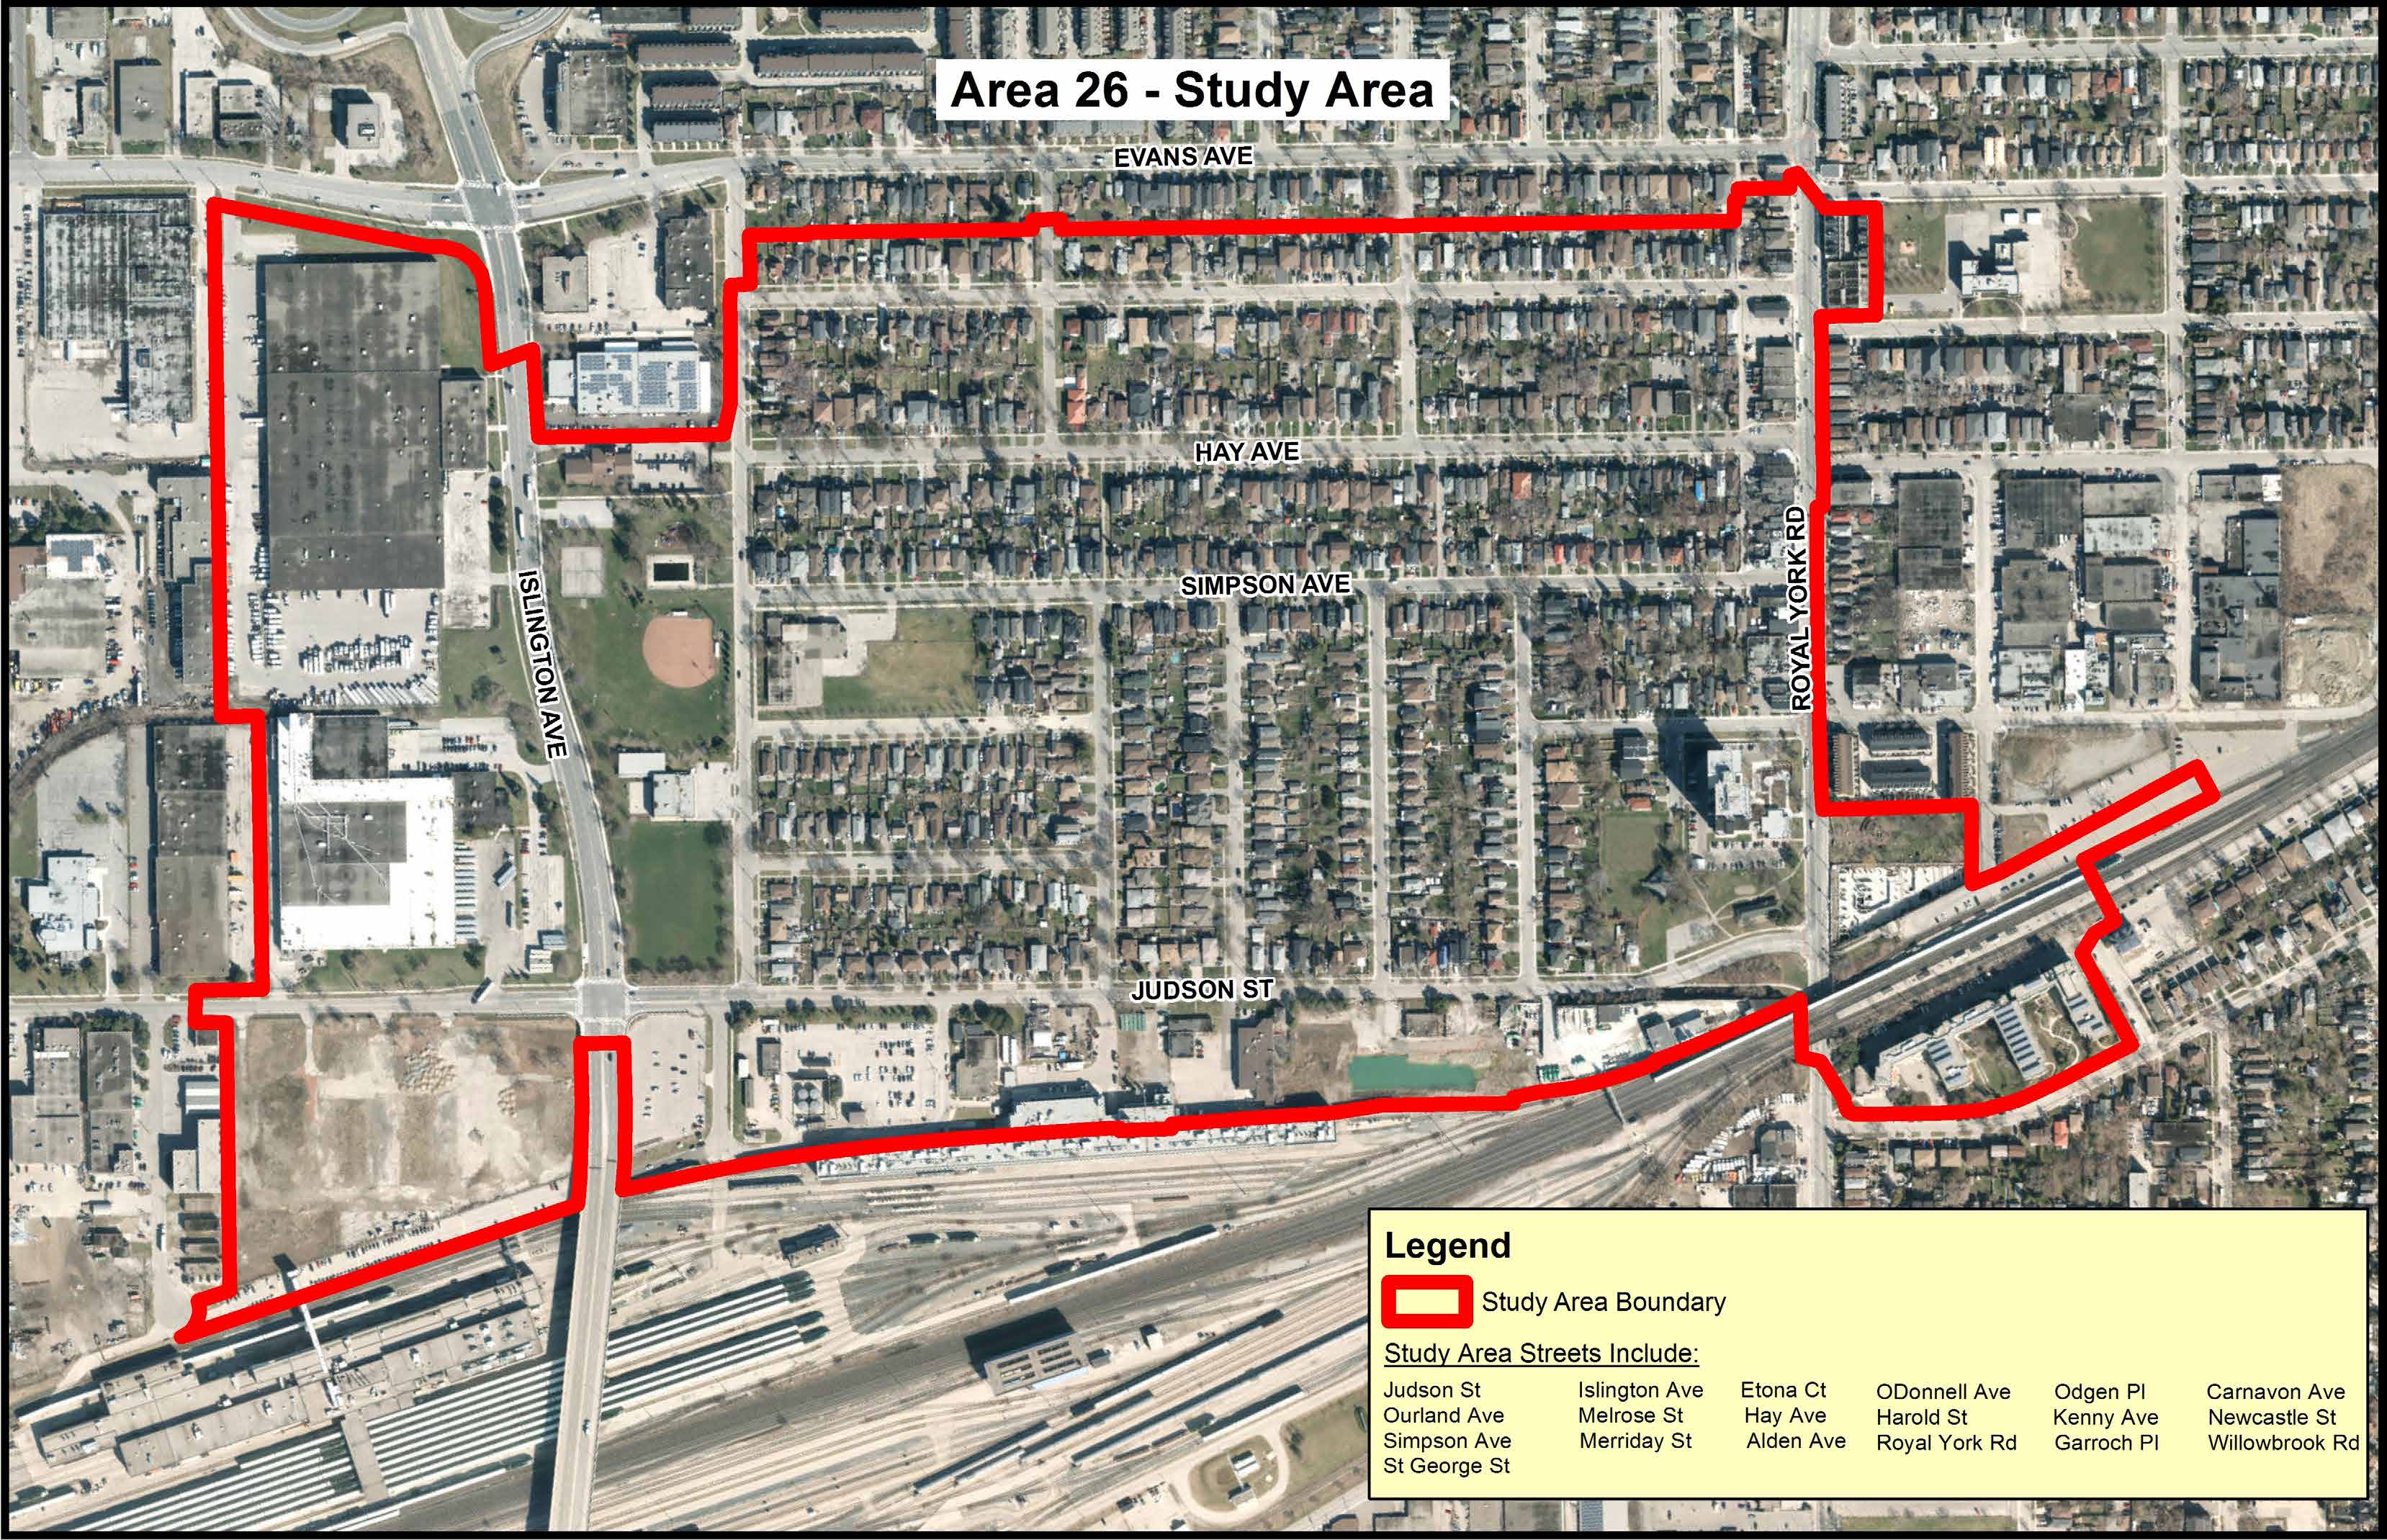 Area 26 - Study Area
EVANS AVE
HAY AVE
SIMPSON AVE
ISLINGTON AVE
ROYAL YORK RD
JUDSON ST
Legend
Study Area Boundary
Study Area Streets Include:
Judson St Islington Ave Etona Ct ODonnell Ave Odgen Pl Carnavon Ave
Ourland Ave Melrose St Hay Ave Harold St Kenny Ave Newcastle St
Simpson Ave Merriday St Alden Ave Royal York Rd Garroch Pl Willowbrook Rd
St George St